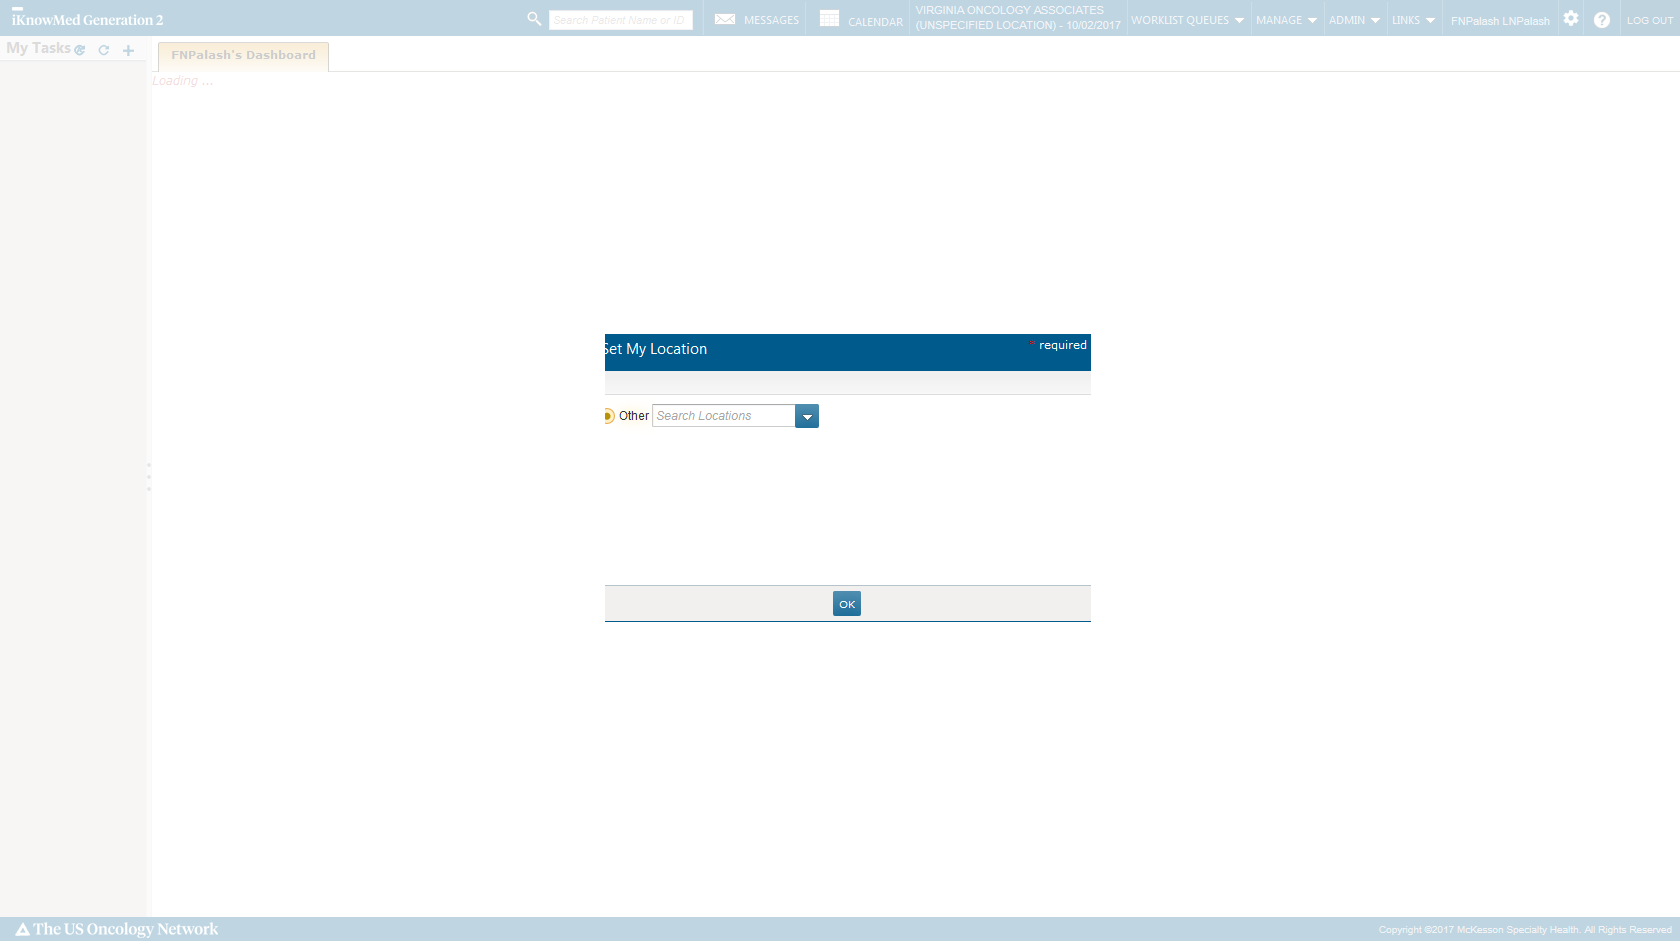 iKnowMed Generation 2
Search Patient Name or ID
MESSAGES
CALENDAR
VIRGINIA ONCOLOGY ASSOCIATES
(UNSPECIFIED LOCATION) - 10/02/2017
WORKLIST QUEUES
MANAGE
ADMIN
LINKS
FNPalash LNPalash
LOG OUT
My Tasks
FNPalash's Dashboard
Loading ...
Set My Location
* required
Other
Search Locations
OK
The US Oncology Network
Copyright ©2017 McKesson Specialty Health. All Rights Reserved